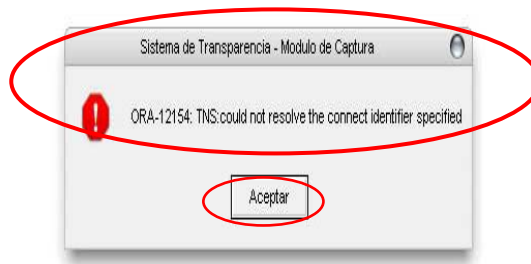 Sistema de Transparencia - Modulo de Captura
ORA-12154: TNS:could not resolve the connect identifier specified
Aceptar